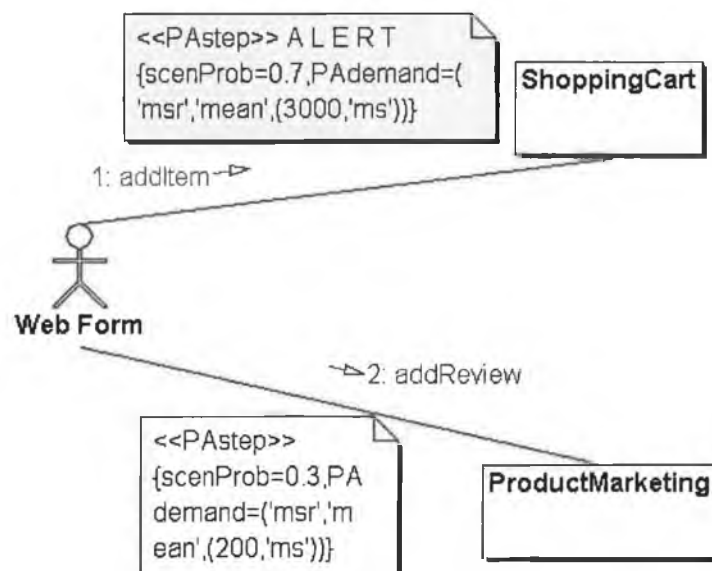 <<PAstep>> A L E R T
{scenProb=0.7,PAdemand=(
'msr','mean',(3000,'ms'))}
ShoppingCart
1: addItem
Web Form
2: addReview
<<PAstep>>
{scenProb=0.3,PA
demand=('msr','m
ean',(200,'ms'))}
ProductMarketing